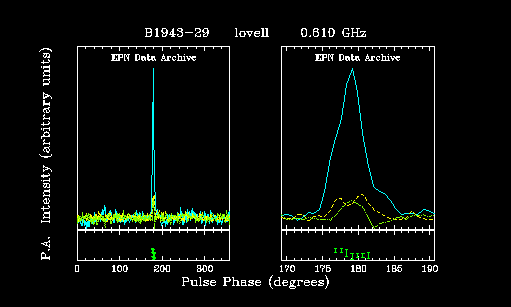 B1943-29 lovell 0.610 GHz
EPN Data Archive EPN Data Archive
P.A. Intensity (arbitrary units)
0 100 200 300 170 175 180 185 190
Pulse Phase (degrees)